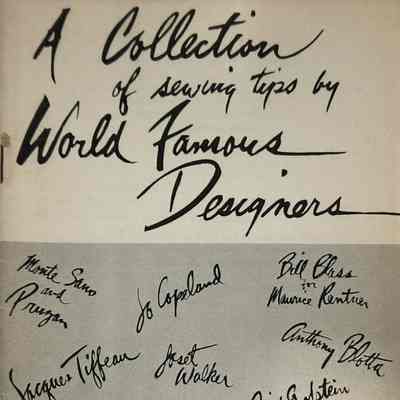 A Collection
of sewing tips by
World Famous
Designers
Monte Sano
and
Pruzan
Jo Copeland
Bill Blass
for
Maurice Rentner
Anthony Blotta
Jacques Tiffeau
Joset
Walker